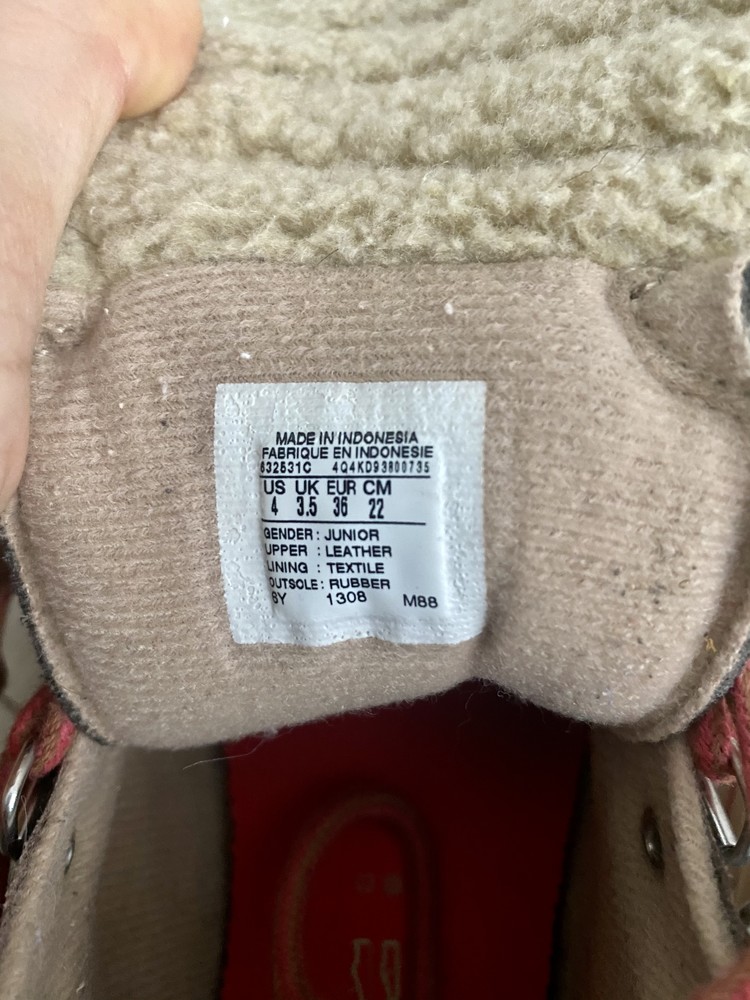 MADE IN INDONESIA
FABRIQUE EN INDONESIE
632531C 4Q4KD93800735
US UK EUR CM
4 3.5 36 22
GENDER : JUNIOR
UPPER : LEATHER
LINING : TEXTILE
OUTSOLE : RUBBER
SY 1308 M88